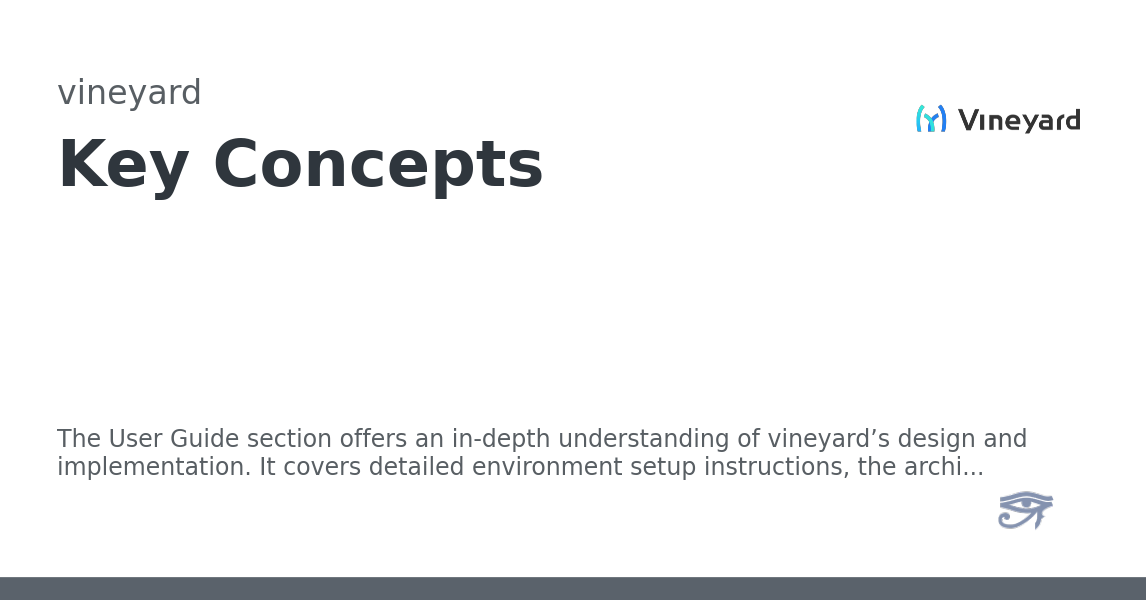 vineyard
Vineyard
Key Concepts
The User Guide section offers an in-depth understanding of vineyard’s design and
implementation. It covers detailed environment setup instructions, the archi...